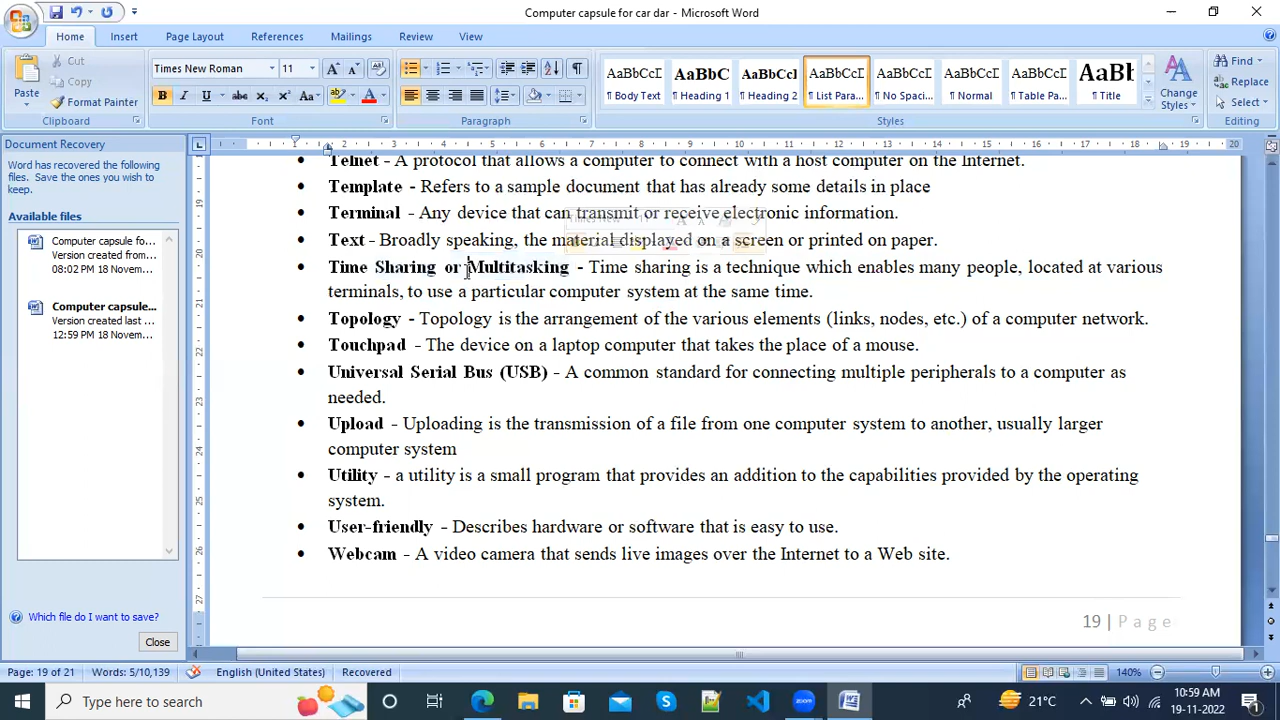 Computer capsule for car dar - Microsoft Word
Home Insert Page Layout References Mailings Review View
Paste
Cut
Copy
Format Painter
Clipboard
Times New Roman 11
Font
Paragraph
AaBbCcI AaBbC AaBbCcI AaBbCcI AaBbCcI AaBbCcI AaBbCcI AaBb
¶ Body Text ¶ Heading 1 ¶ Heading 2 ¶ List Para... ¶ No Spaci... ¶ Normal ¶ Table Pa... ¶ Title
Styles
Change Styles
Find
Replace
Select
Editing
Document Recovery
Word has recovered the following
files. Save the ones you wish to
keep.
Available files
Computer capsule fo...
Version created from...
08:02 PM 18 Novem...
Computer capsule...
Version created last ...
12:59 PM 18 Novem...
Which file do I want to save?
Close
• Telnet - A protocol that allows a computer to connect with a host computer on the Internet.
• Template - Refers to a sample document that has already some details in place
• Terminal - Any device that can transmit or receive electronic information.
• Text - Broadly speaking, the material displayed on a screen or printed on paper.
• Time Sharing or Multitasking - Time sharing is a technique which enables many people, located at various
terminals, to use a particular computer system at the same time.
• Topology - Topology is the arrangement of the various elements (links, nodes, etc.) of a computer network.
• Touchpad - The device on a laptop computer that takes the place of a mouse.
• Universal Serial Bus (USB) - A common standard for connecting multiple peripherals to a computer as
needed.
• Upload - Uploading is the transmission of a file from one computer system to another, usually larger
computer system
• Utility - a utility is a small program that provides an addition to the capabilities provided by the operating
system.
• User-friendly - Describes hardware or software that is easy to use.
• Webcam - A video camera that sends live images over the Internet to a Web site.
19 | Page
Page: 19 of 21 Words: 5/10,139 English (United States) Recovered 140%
Type here to search
21°C
10:59 AM
19-11-2022